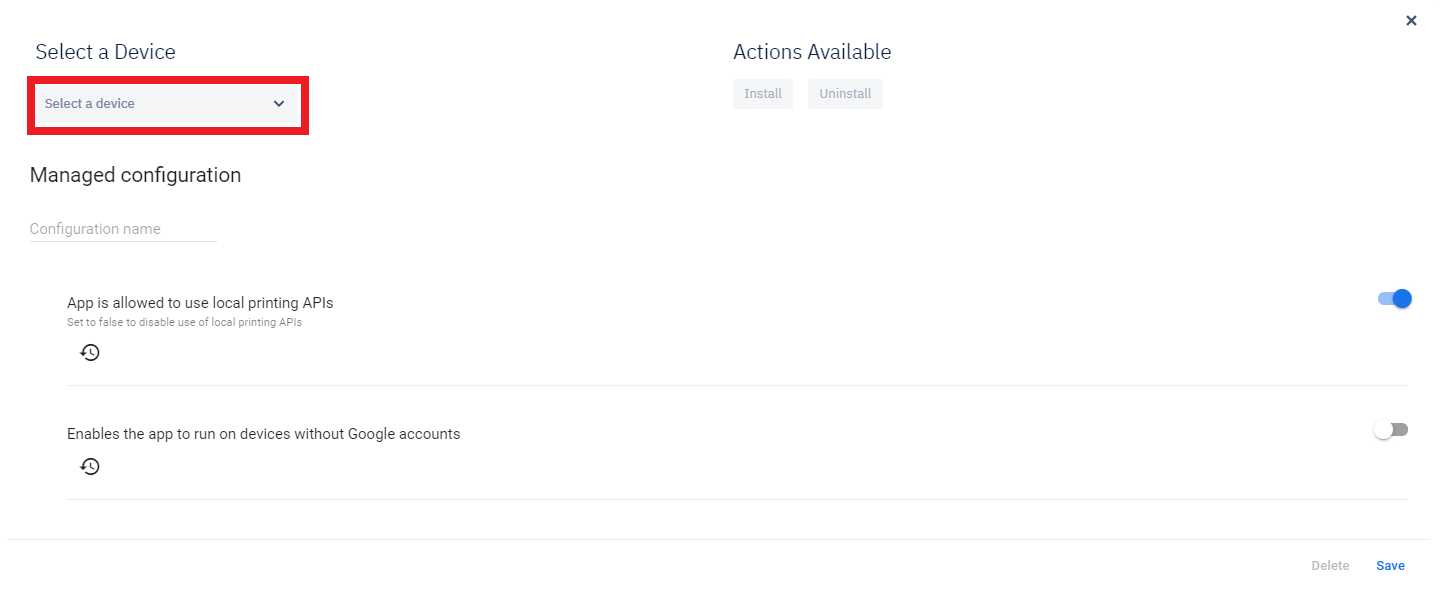 Select a Device
Actions Available
Select a device
Install
Uninstall
Managed configuration
Configuration name
App is allowed to use local printing APIs
Set to false to disable use of local printing APIs
Enables the app to run on devices without Google accounts
Delete
Save